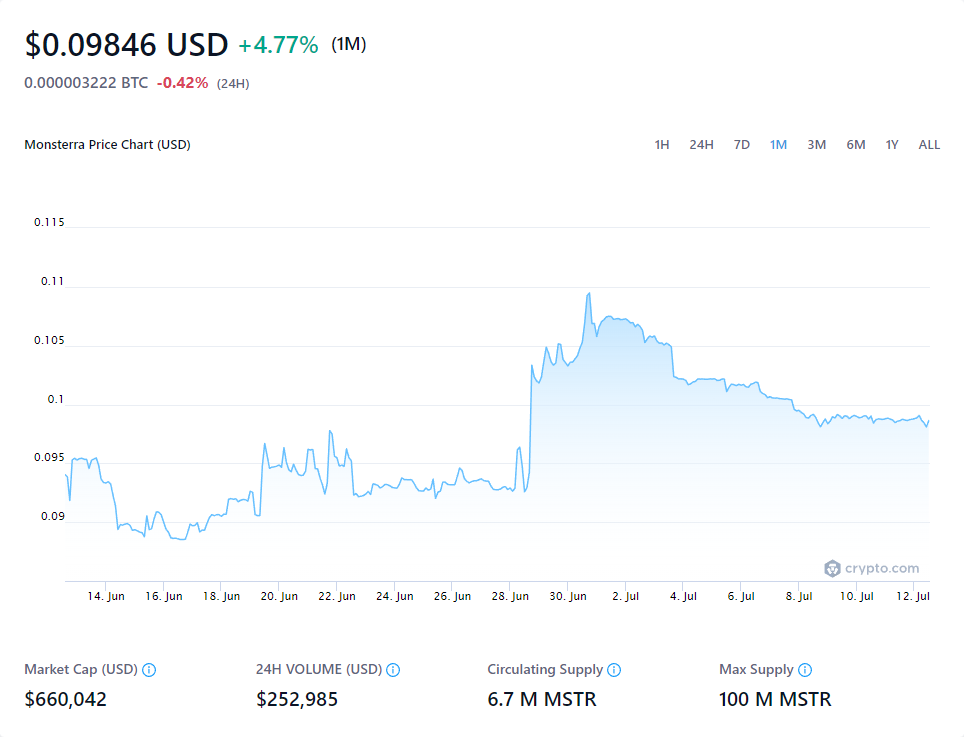 $0.09846 USD +4.77% (1M)
0.000003222 BTC -0.42% (24H)
Monsterra Price Chart (USD) 1H 24H 7D 1M 3M 6M 1Y ALL
0.115
0.11
0.105
0.1
0.095
0.09
crypto.com
14. Jun 16. Jun 18. Jun 20. Jun 22. Jun 24. Jun 26. Jun 28. Jun 30. Jun 2. Jul 4. Jul 6. Jul 8. Jul 10. Jul 12. Jul
Market Cap (USD) 24H VOLUME (USD) Circulating Supply Max Supply
$660,042 $252,985 6.7 M MSTR 100 M MSTR